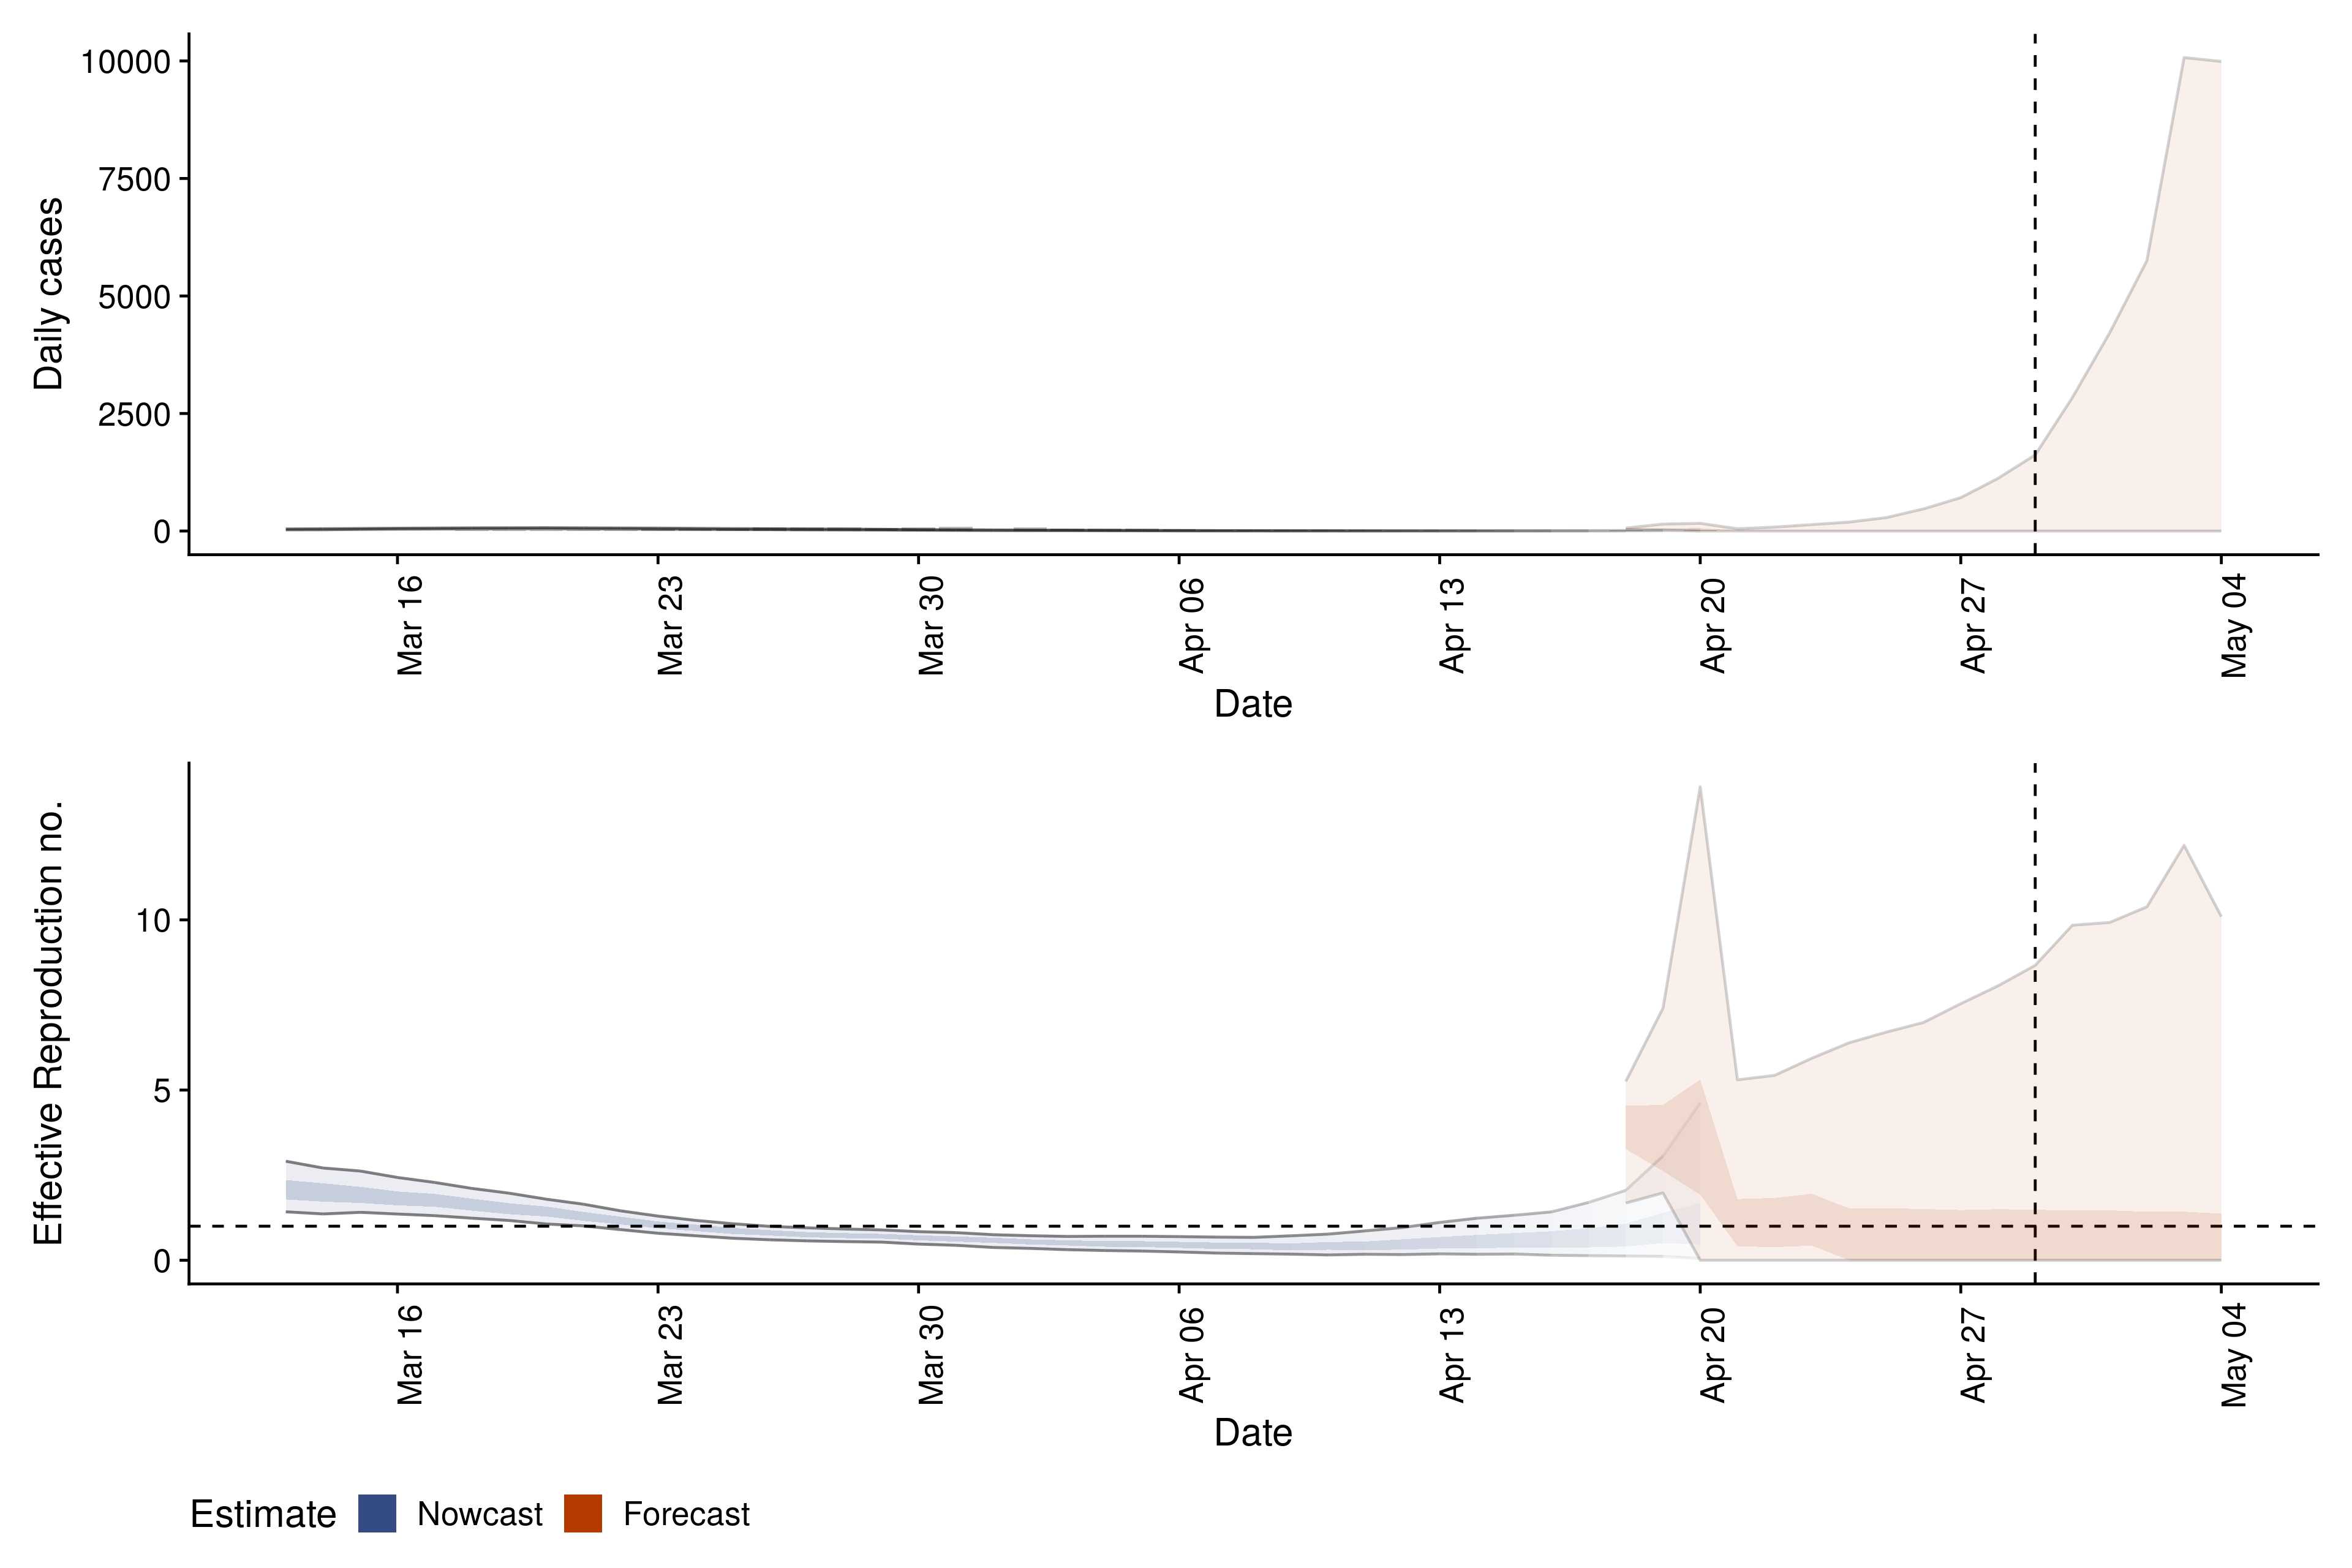 Daily cases
10000
7500
5000
2500
0
Mar 16
Mar 23
Mar 30
Apr 06
Apr 13
Apr 20
Apr 27
May 04
Date
Effective Reproduction no.
10
5
0
Mar 16
Mar 23
Mar 30
Apr 06
Apr 13
Apr 20
Apr 27
May 04
Date
Estimate Nowcast Forecast